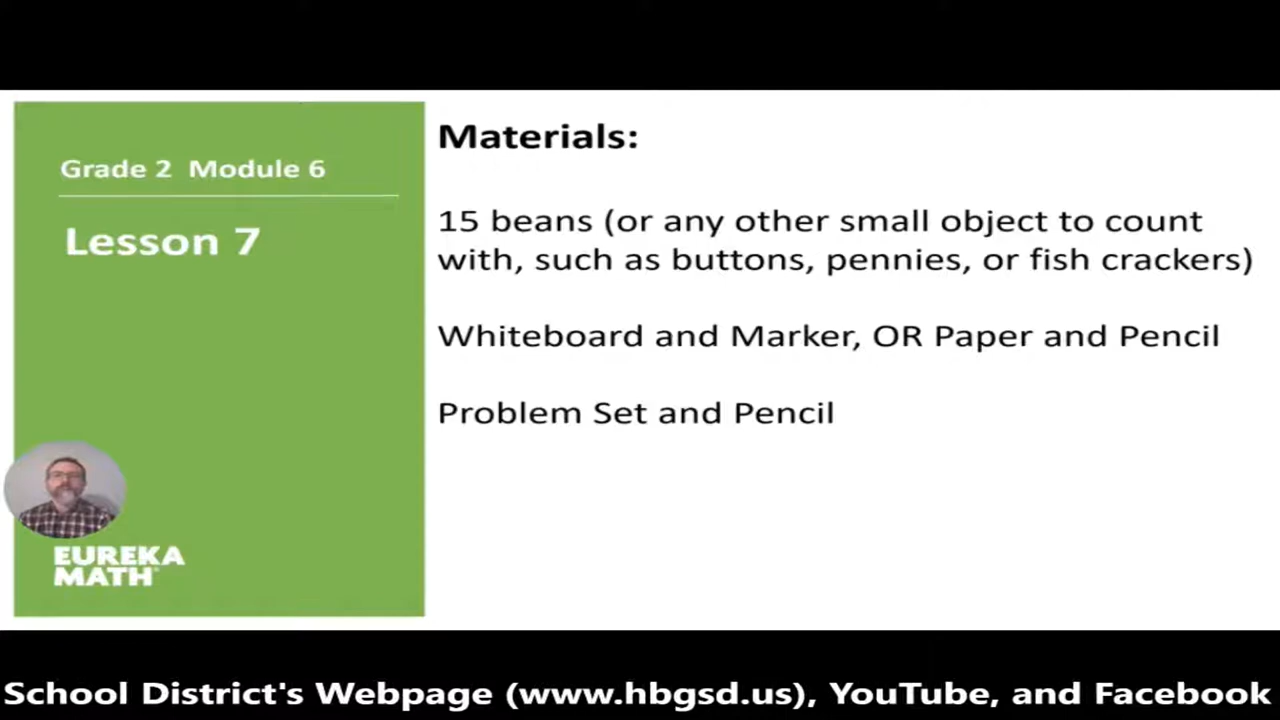 Grade 2 Module 6
Lesson 7
EUREKA
MATH
Materials:
15 beans (or any other small object to count
with, such as buttons, pennies, or fish crackers)
Whiteboard and Marker, OR Paper and Pencil
Problem Set and Pencil
School District's Webpage (www.hbgsd.us), YouTube, and Facebook